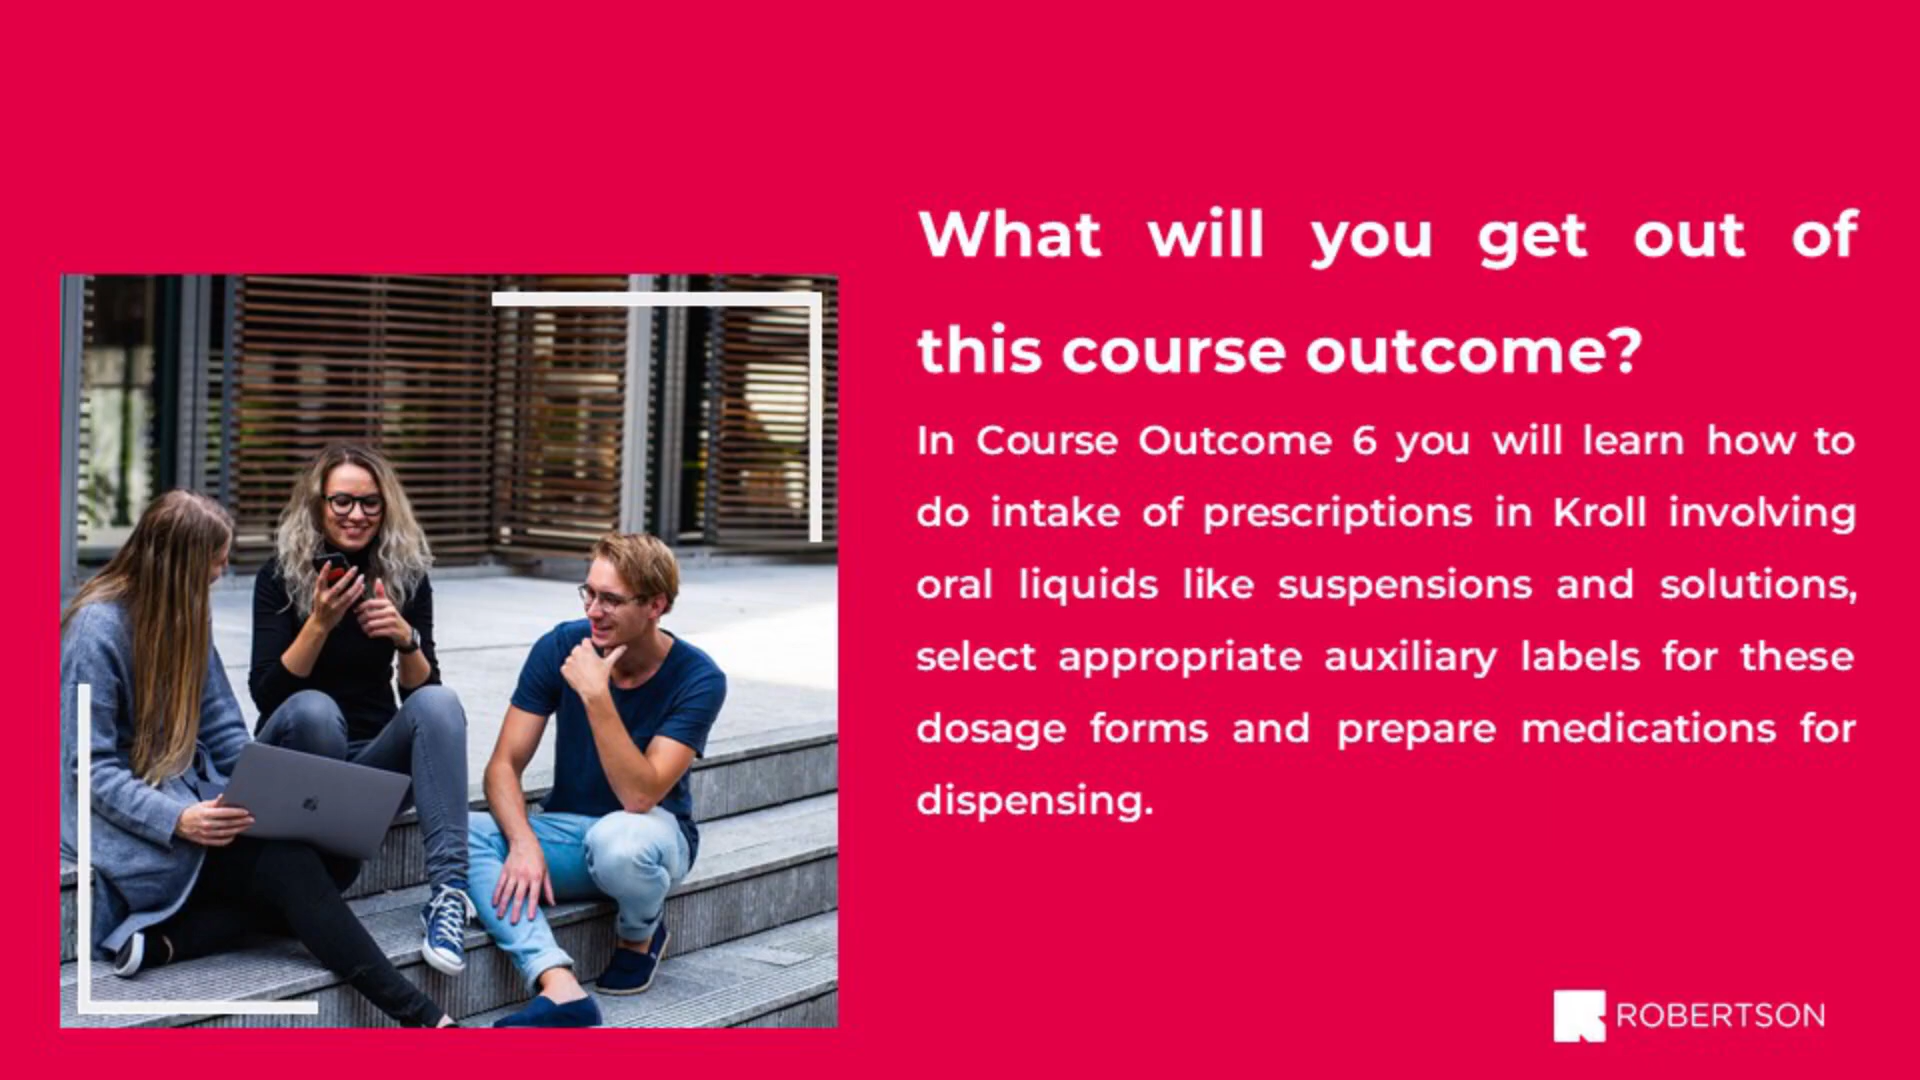 What will you get out of
this course outcome?
In Course Outcome 6 you will learn how to
do intake of prescriptions in Kroll involving
oral liquids like suspensions and solutions,
select appropriate auxiliary labels for these
dosage forms and prepare medications for
dispensing.
ROBERTSON